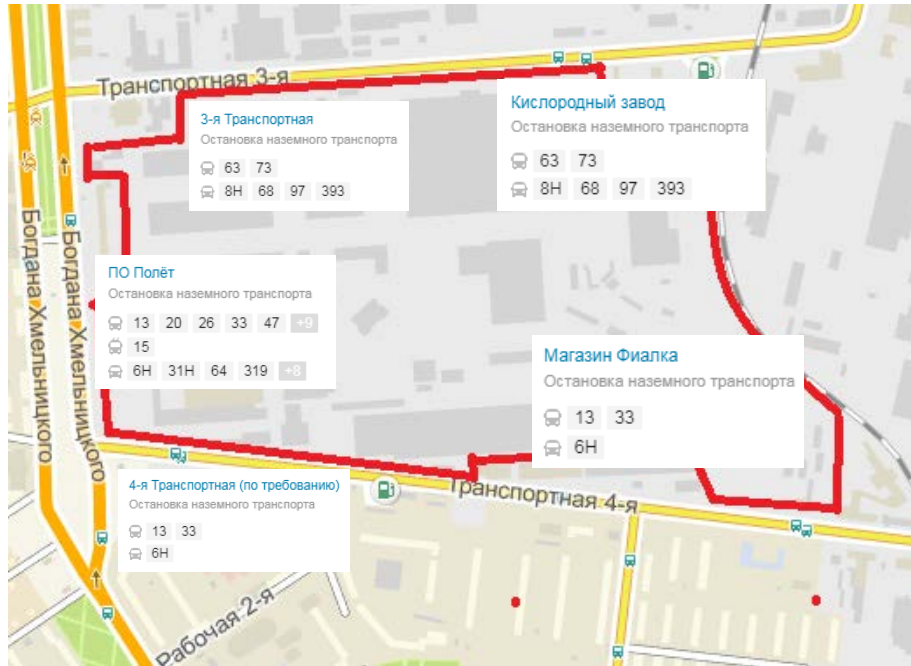 Транспортная 3-я
3-я Транспортная
Остановка наземного транспорта
63 73
8Н 68 97 393
Кислородный завод
Остановка наземного транспорта
63 73
8Н 68 97 393
Богдана Хмельницкого
Богдана Хмельницкого
ПО Полёт
Остановка наземного транспорта
13 20 26 33 47 +9
15
6Н 31Н 64 319 +8
Магазин Фиалка
Остановка наземного транспорта
13 33
6Н
4-я Транспортная (по требованию)
Остановка наземного транспорта
13 33
6Н
Транспортная 4-я
Рабочая 2-я